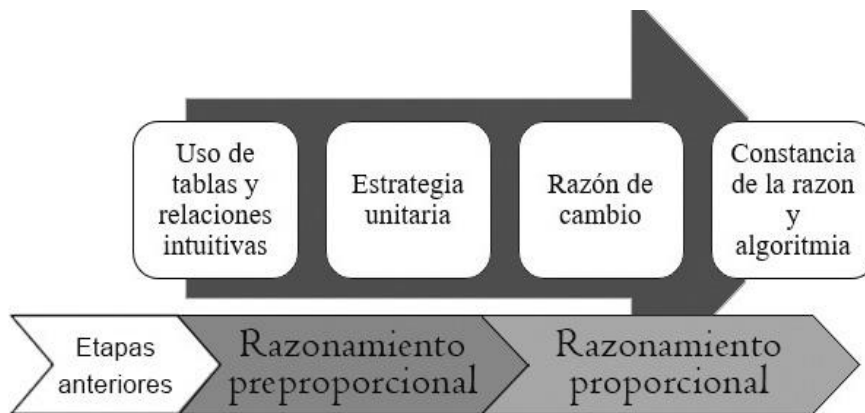 Uso de
tablas y
relaciones
intuitivas
Estrategia
unitaria
Razón de
cambio
Constancia
de la razon
y
algoritmia
Etapas
anteriores
Razonamiento
preproporcional
Razonamiento
proporcional